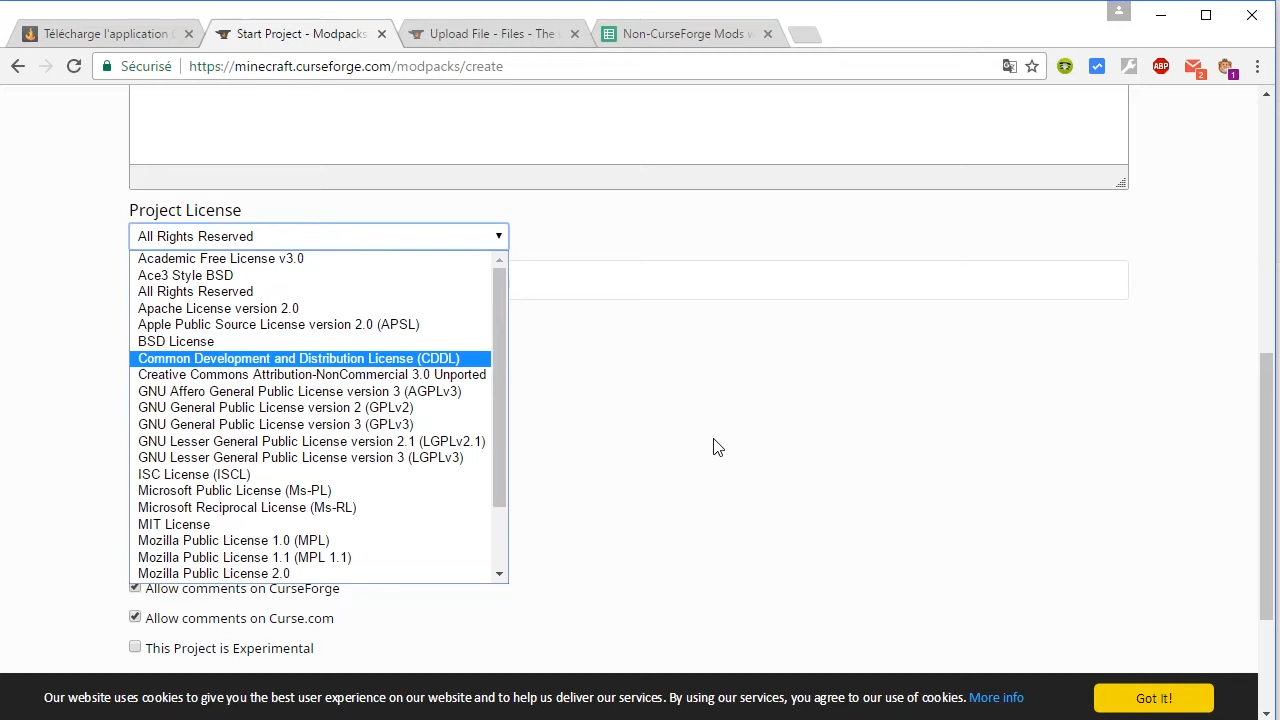 Télécharge l'application
Start Project - Modpacks
Upload File - Files - The
Non-CurseForge Mods
Sécurisé
https://minecraft.curseforge.com/modpacks/create
ABP
2
1
Project License
All Rights Reserved
Academic Free License v3.0
Ace3 Style BSD
All Rights Reserved
Apache License version 2.0
Apple Public Source License version 2.0 (APSL)
BSD License
Common Development and Distribution License (CDDL)
Creative Commons Attribution-NonCommercial 3.0 Unported
GNU Affero General Public License version 3 (AGPLv3)
GNU General Public License version 2 (GPLv2)
GNU General Public License version 3 (GPLv3)
GNU Lesser General Public License version 2.1 (LGPLv2.1)
GNU Lesser General Public License version 3 (LGPLv3)
ISC License (ISCL)
Microsoft Public License (Ms-PL)
Microsoft Reciprocal License (Ms-RL)
MIT License
Mozilla Public License 1.0 (MPL)
Mozilla Public License 1.1 (MPL 1.1)
Mozilla Public License 2.0
Allow comments on CurseForge
Allow comments on Curse.com
This Project is Experimental
Our website uses cookies to give you the best user experience on our website and to help us deliver our services. By using our services, you agree to our use of cookies. More info
Got It!